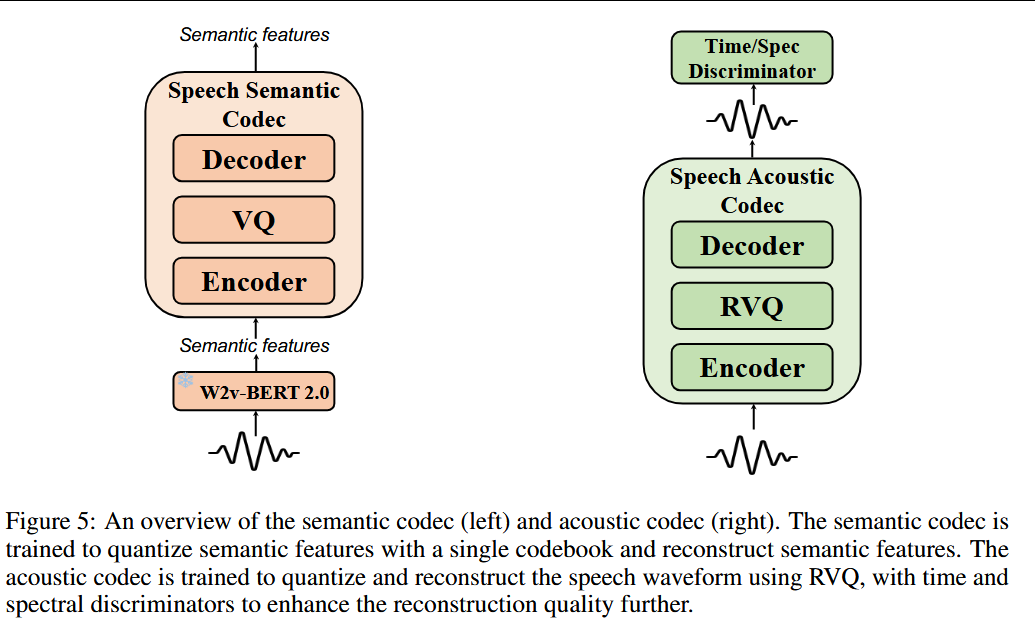 Semantic features
Speech Semantic
Codec
Decoder
VQ
Encoder
Semantic features
W2v-BERT 2.0
Time/Spec
Discriminator
Speech Acoustic
Codec
Decoder
RVQ
Encoder
Figure 5: An overview of the semantic codec (left) and acoustic codec (right). The semantic codec is
trained to quantize semantic features with a single codebook and reconstruct semantic features. The
acoustic codec is trained to quantize and reconstruct the speech waveform using RVQ, with time and
spectral discriminators to enhance the reconstruction quality further.